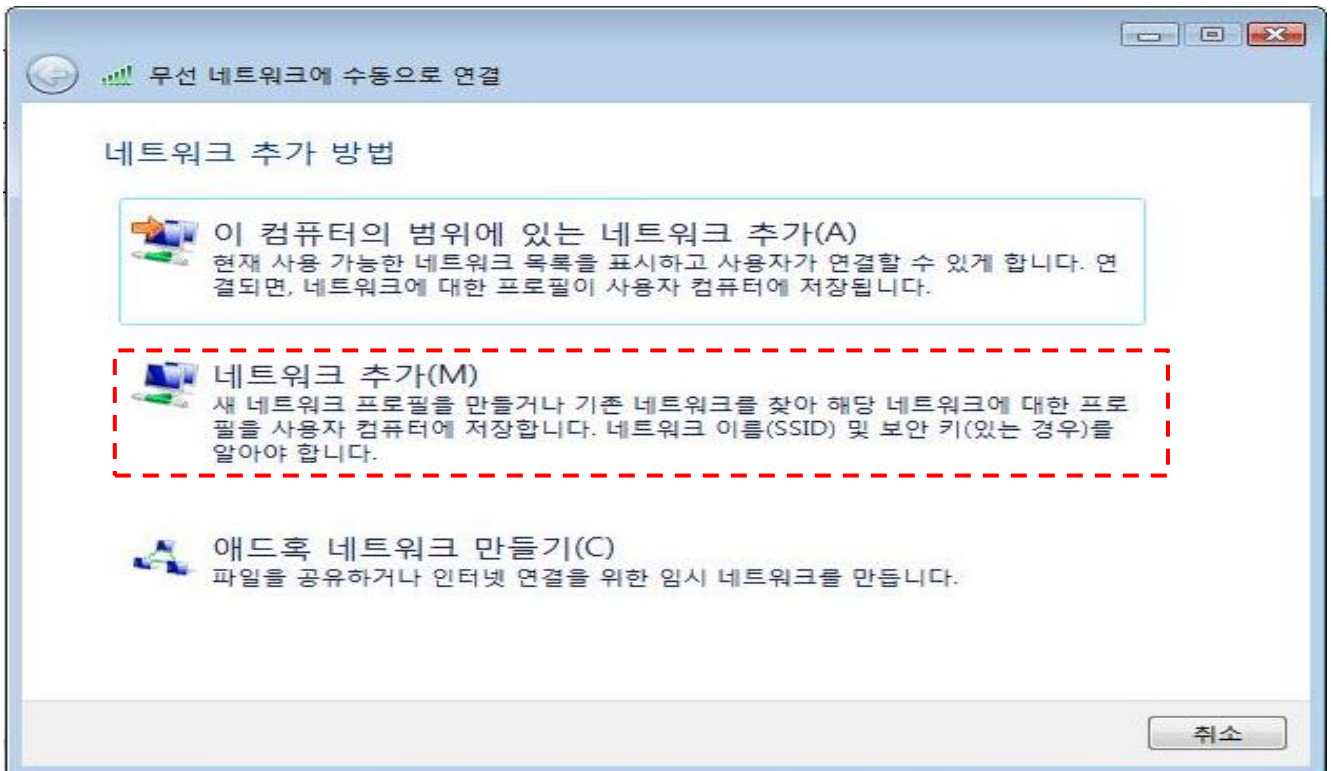 무선 네트워크에 수동으로 연결
네트워크 추가 방법
이 컴퓨터의 범위에 있는 네트워크 추가(A)
현재 사용 가능한 네트워크 목록을 표시하고 사용자가 연결할 수 있게 합니다. 연
결되면, 네트워크에 대한 프로필이 사용자 컴퓨터에 저장됩니다.
네트워크 추가(M)
새 네트워크 프로필을 만들거나 기존 네트워크를 찾아 해당 네트워크에 대한 프로
필을 사용자 컴퓨터에 저장합니다. 네트워크 이름(SSID) 및 보안 키(있는 경우)를
알아야 합니다.
애드혹 네트워크 만들기(C)
파일을 공유하거나 인터넷 연결을 위한 임시 네트워크를 만듭니다.
취소